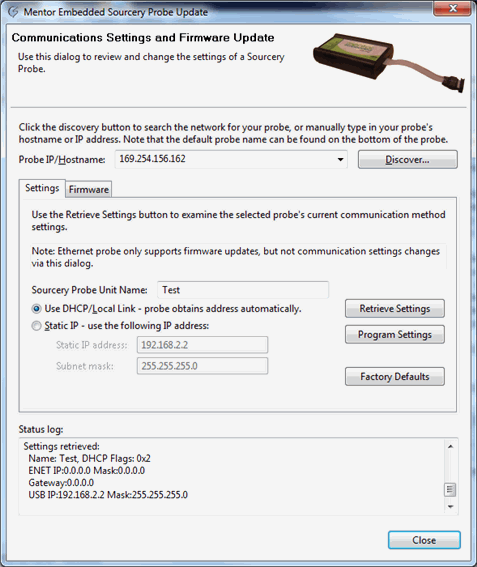 Mentor Embedded Sourcery Probe Update
Communications Settings and Firmware Update
Use this dialog to review and change the settings of a Sourcery
Probe.
Click the discovery button to search the network for your probe, or manually type in your probe's
hostname or IP address. Note that the default probe name can be found on the bottom of the probe.
Probe IP/Hostname: 169.254.156.162 Discover...
Settings Firmware
Use the Retrieve Settings button to examine the selected probe's current communication method
settings.
Note: Ethernet probe only supports firmware updates, but not communication settings changes
via this dialog.
Sourcery Probe Unit Name: Test
Use DHCP/Local Link - probe obtains address automatically. Retrieve Settings
Static IP - use the following IP address: Program Settings
Static IP address: 192.168.2.2
Subnet mask: 255.255.255.0
Factory Defaults
Status log:
Settings retrieved:
Name: Test, DHCP Flags: 0x2
ENET IP:0.0.0.0 Mask:0.0.0.0
Gateway:0.0.0.0
USB IP:192.168.2.2 Mask:255.255.255.0
Close